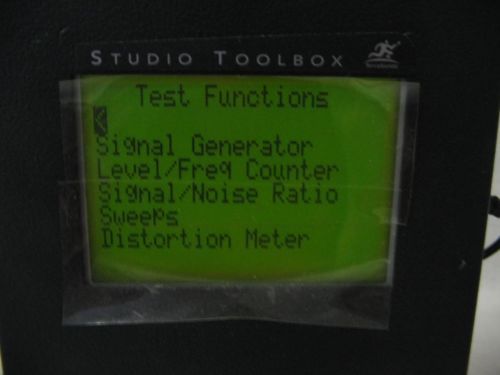 STUDIO TOOLBOX
Test Functions
<
Signal Generator
Level/Freq Counter
Signal/Noise Ratio
Sweeps
Distortion Meter